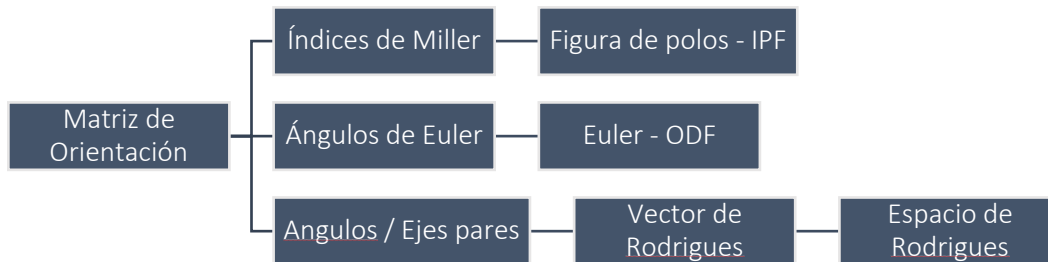 Índices de Miller
Figura de polos - IPF
Matriz de
Orientación
Ángulos de Euler
Euler - ODF
Angulos / Ejes pares
Vector de
Rodrigues
Espacio de
Rodrigues